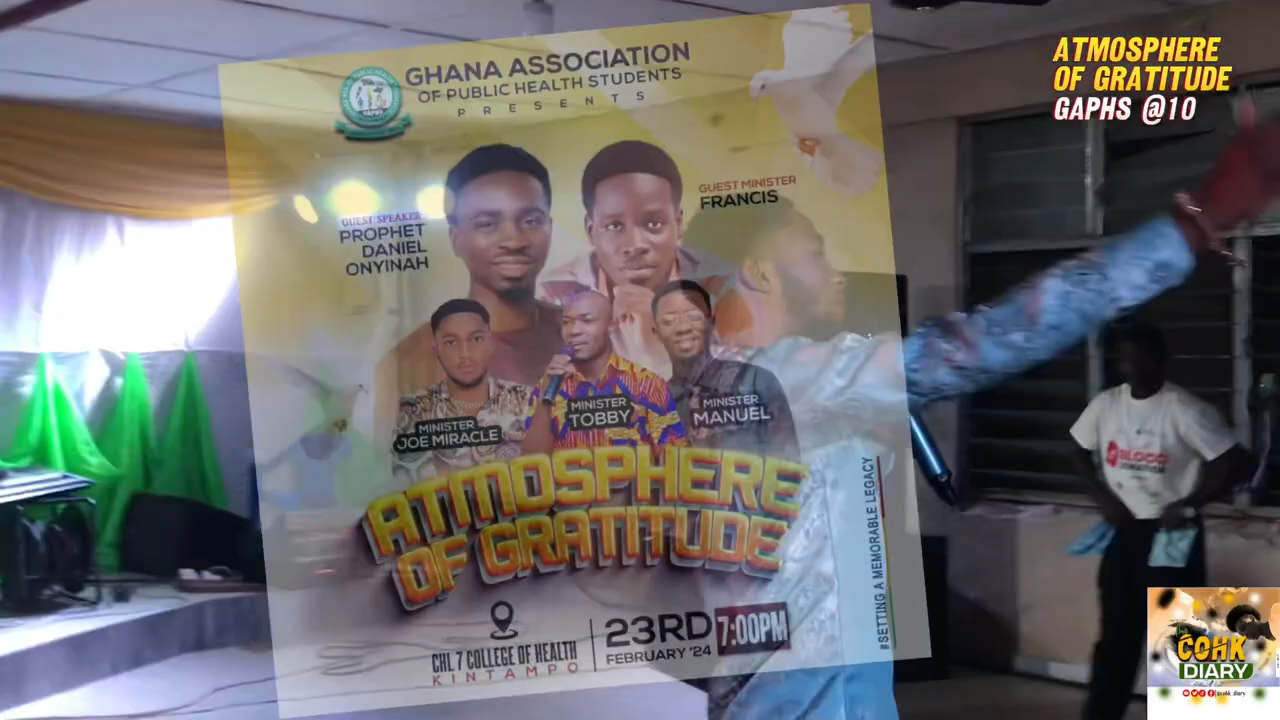 GHANA ASSOCIATION
OF PUBLIC HEALTH STUDENTS
PRESENTS
GAPHS
GUEST SPEAKER
PROPHET
DANIEL
ONYINAH
GUEST MINISTER
FRANCIS
MINISTER
JOE MIRACLE
MINISTER
TOBBY
MINISTER
MANUEL
ATMOSPHERE
OF GRATITUDE
#SETTING A MEMORABLE LEGACY
CHL 7 COLLEGE OF HEALTH
KINTAMPO
23RD
FEBRUARY '24
7:00PM
ATMOSPHERE
OF GRATITUDE
GAPHS @10
BLOOD
COHK
DIARY